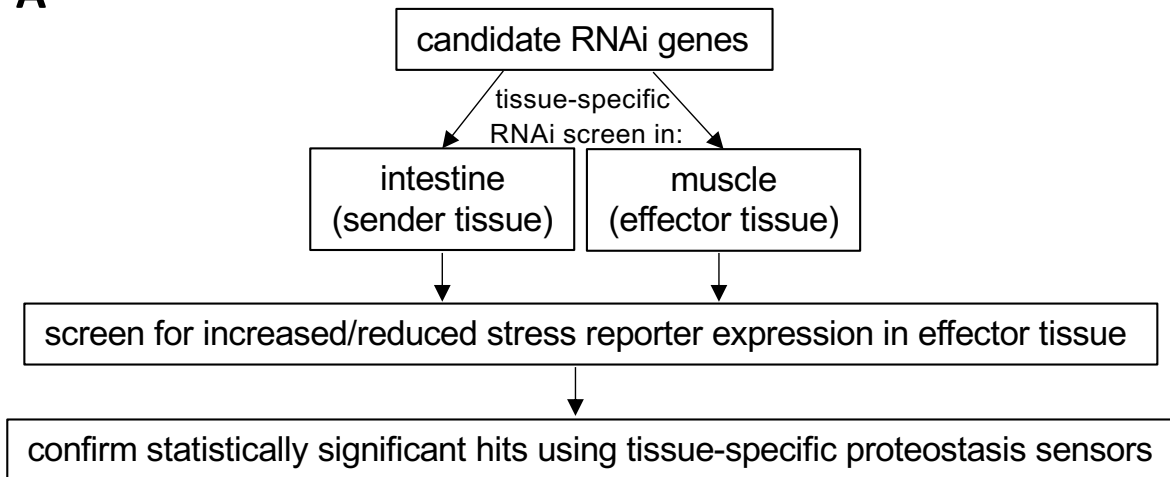 A
candidate RNAi genes
tissue-specific
RNAi screen in:
intestine
(sender tissue)
muscle
(effector tissue)
screen for increased/reduced stress reporter expression in effector tissue
confirm statistically significant hits using tissue-specific proteostasis sensors